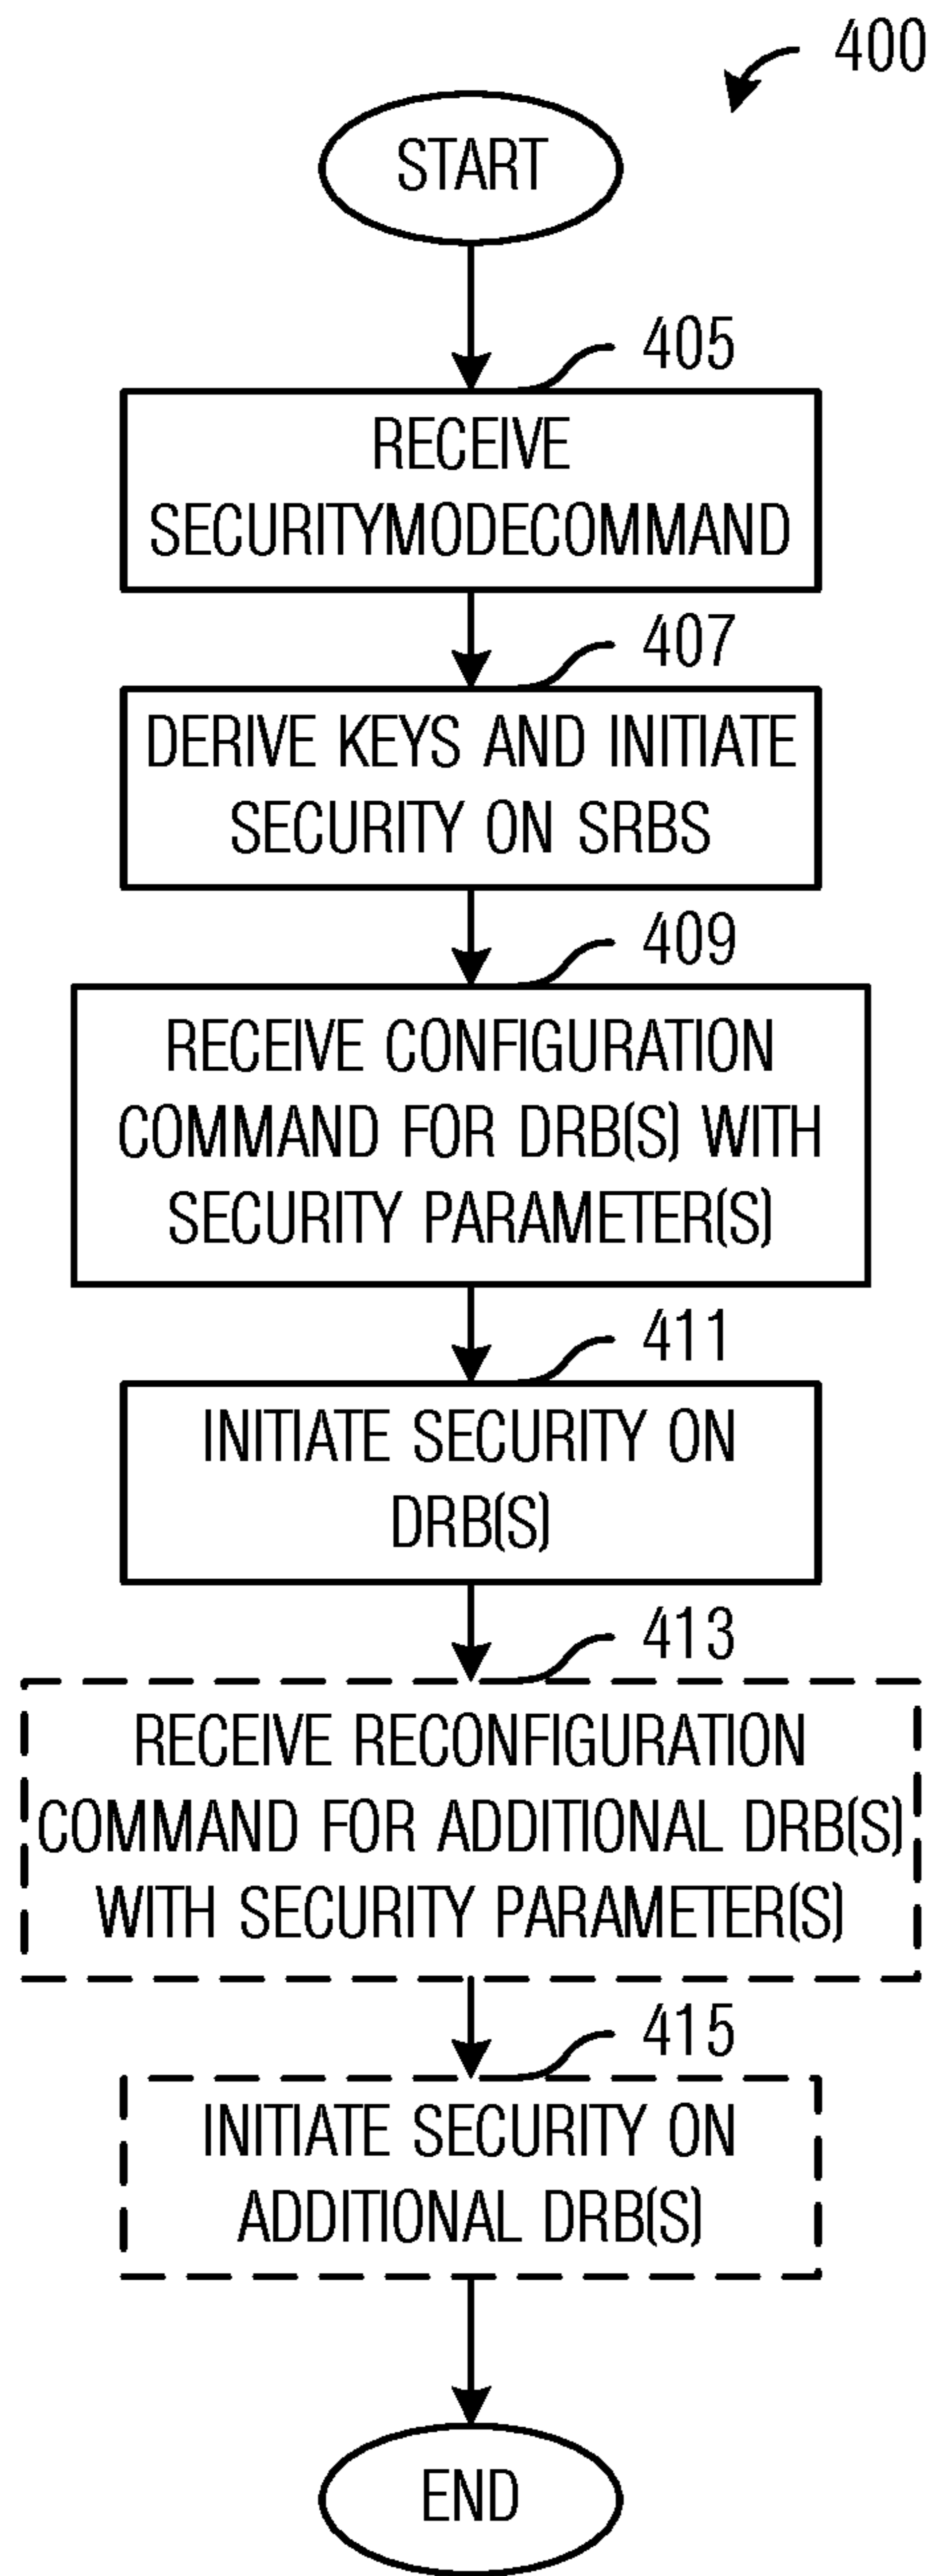 400
START
405
RECEIVE
SECURITYMODECOMMAND
407
DERIVE KEYS AND INITIATE
SECURITY ON SRBS
409
RECEIVE CONFIGURATION
COMMAND FOR DRB(S) WITH
SECURITY PARAMETER(S)
411
INITIATE SECURITY ON
DRB(S)
413
RECEIVE RECONFIGURATION
COMMAND FOR ADDITIONAL DRB(S)
WITH SECURITY PARAMETER(S)
415
INITIATE SECURITY ON
ADDITIONAL DRB(S)
END